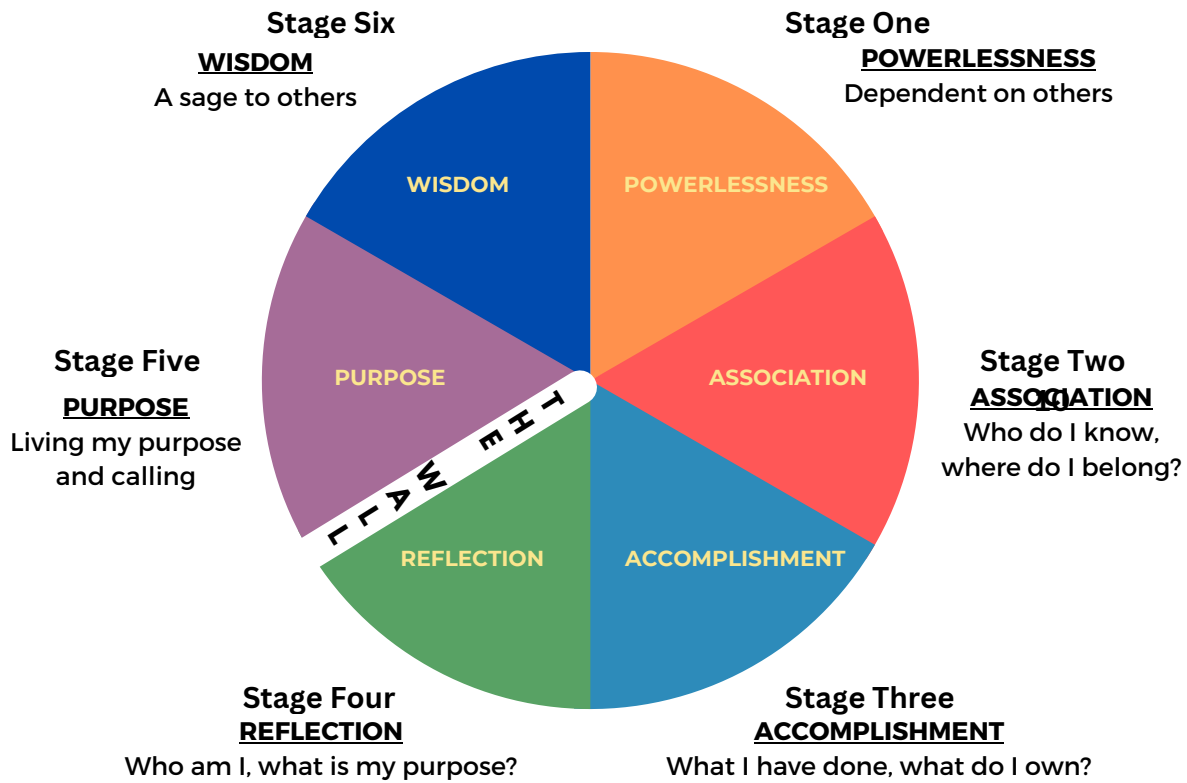 Stage Six
WISDOM
A sage to others
Stage One
POWERLESSNESS
Dependent on others
WISDOM
POWERLESSNESS
Stage Five
PURPOSE
Living my purpose
and calling
PURPOSE
ASSOCIATION
Stage Two
ASSOCIATION
10
Who do I know,
where do I belong?
THE WALL
REFLECTION
ACCOMPLISHMENT
Stage Four
REFLECTION
Who am I, what is my purpose?
Stage Three
ACCOMPLISHMENT
What I have done, what do I own?